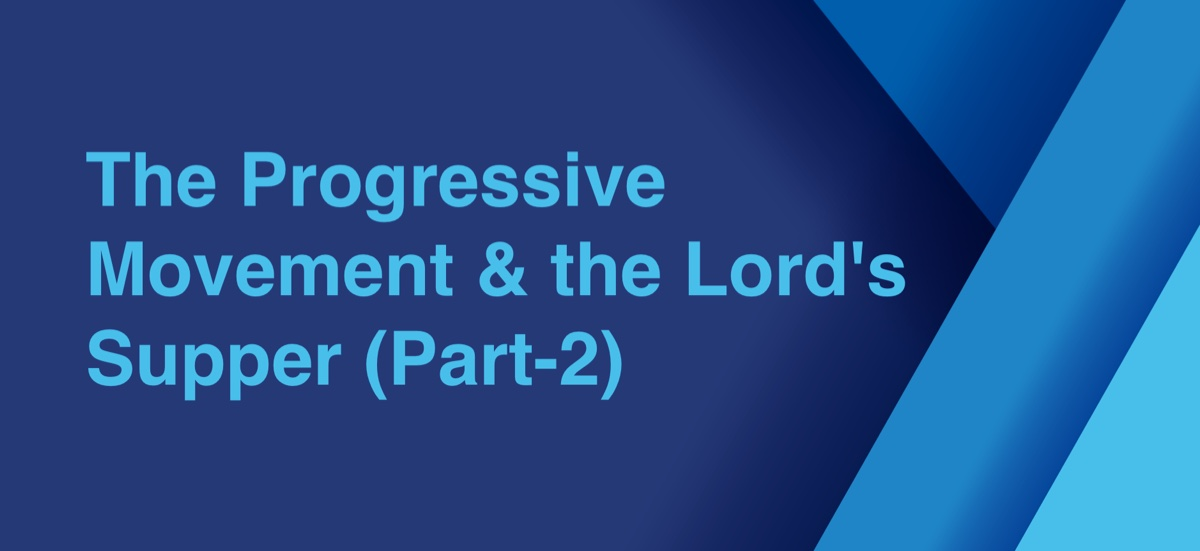 The Progressive
Movement & the Lord's
Supper (Part-2)